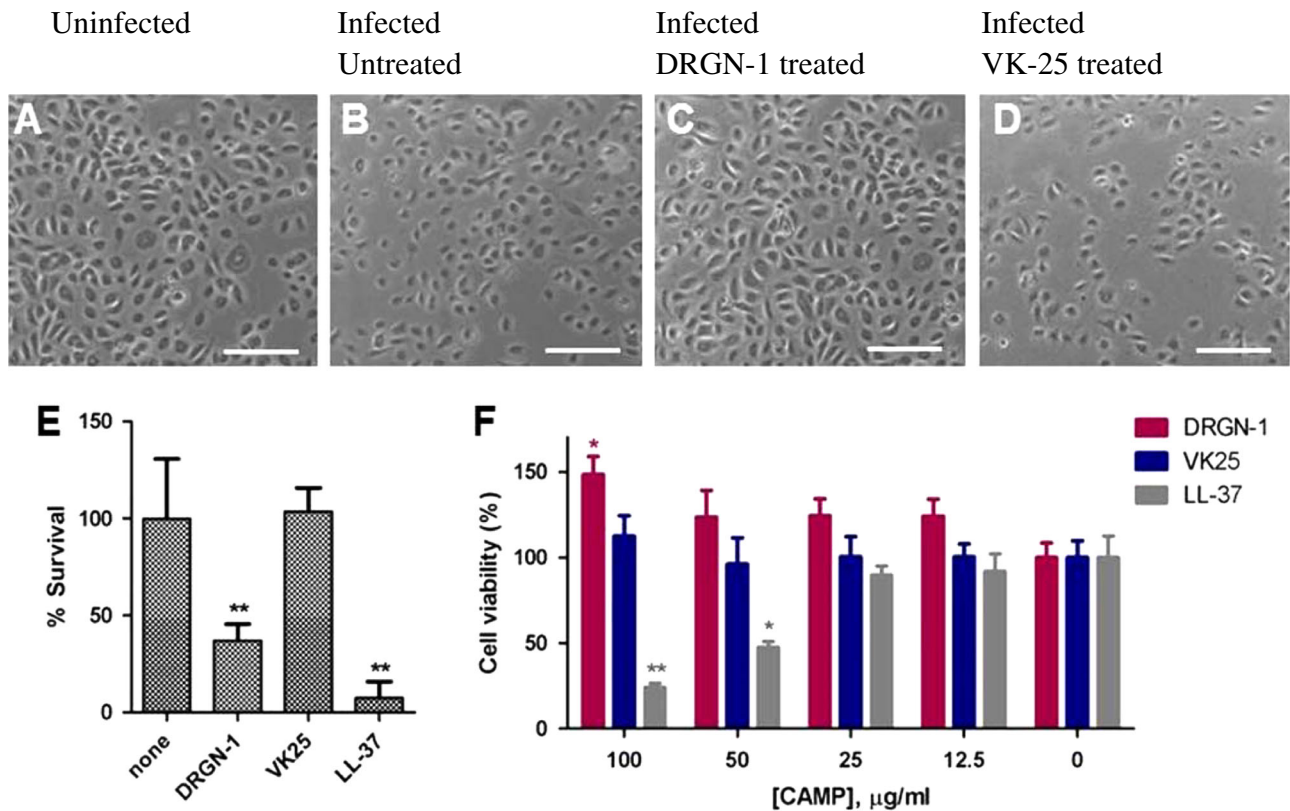 Uninfected
Infected
Untreated
Infected
DRGN-1 treated
Infected
VK-25 treated
A
B
C
D
E
% Survival
150
100
50
0
none
DRGN-1
VK25
LL-37
**
**
F
Cell viability (%)
150
100
50
0
*
**
*
100
50
25
12.5
0
[CAMP], μg/ml
DRGN-1
VK25
LL-37